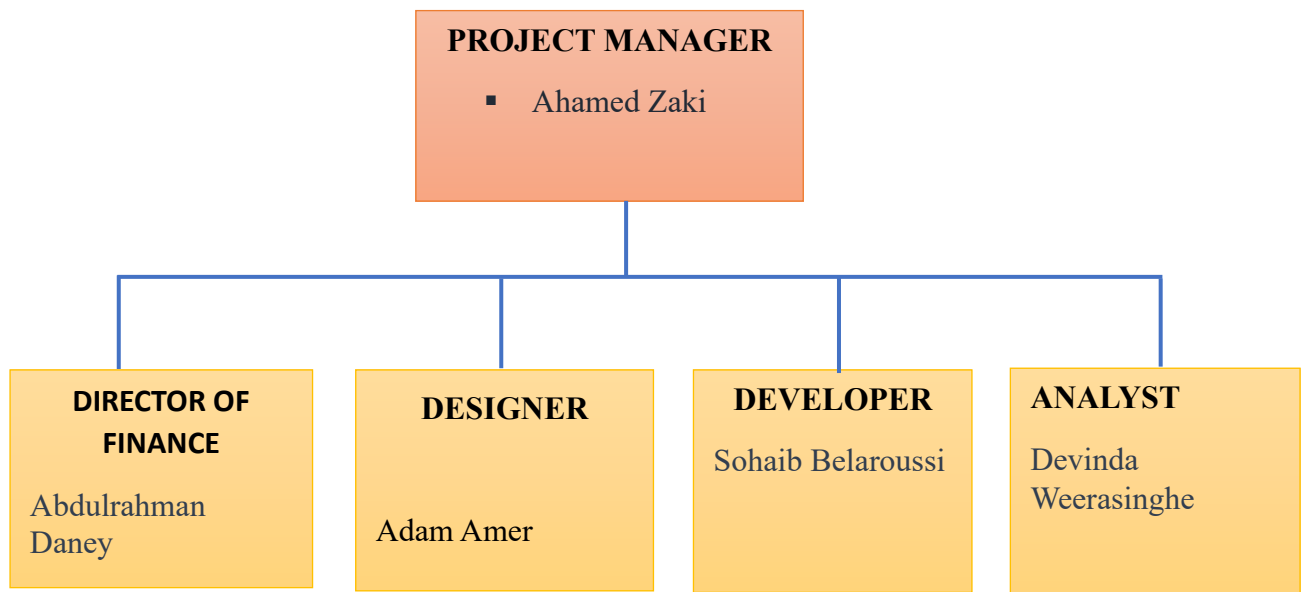 PROJECT MANAGER
▪ Ahamed Zaki
DIRECTOR OF
FINANCE
Abdulrahman
Daney
DESIGNER
Adam Amer
DEVELOPER
Sohaib Belaroussi
ANALYST
Devinda
Weerasinghe